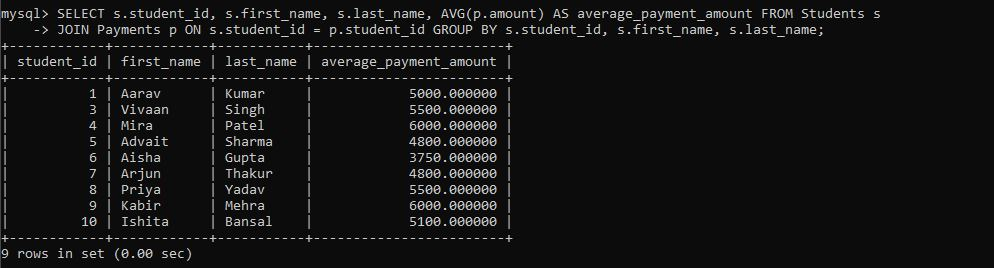 mysql> SELECT s.student_id, s.first_name, s.last_name, AVG(p.amount) AS average_payment_amount FROM Students s
    -> JOIN Payments p ON s.student_id = p.student_id GROUP BY s.student_id, s.first_name, s.last_name;
+------------+------------+-----------+------------------------+
| student_id | first_name | last_name | average_payment_amount |
+------------+------------+-----------+------------------------+
|          1 | Aarav      | Kumar     |            5000.000000 |
|          3 | Vivaan     | Singh     |            5500.000000 |
|          4 | Mira       | Patel     |            6000.000000 |
|          5 | Advait     | Sharma    |            4800.000000 |
|          6 | Aisha      | Gupta     |            3750.000000 |
|          7 | Arjun      | Thakur    |            4800.000000 |
|          8 | Priya      | Yadav     |            5500.000000 |
|          9 | Kabir      | Mehra     |            6000.000000 |
|         10 | Ishita     | Bansal    |            5100.000000 |
+------------+------------+-----------+------------------------+
9 rows in set (0.00 sec)